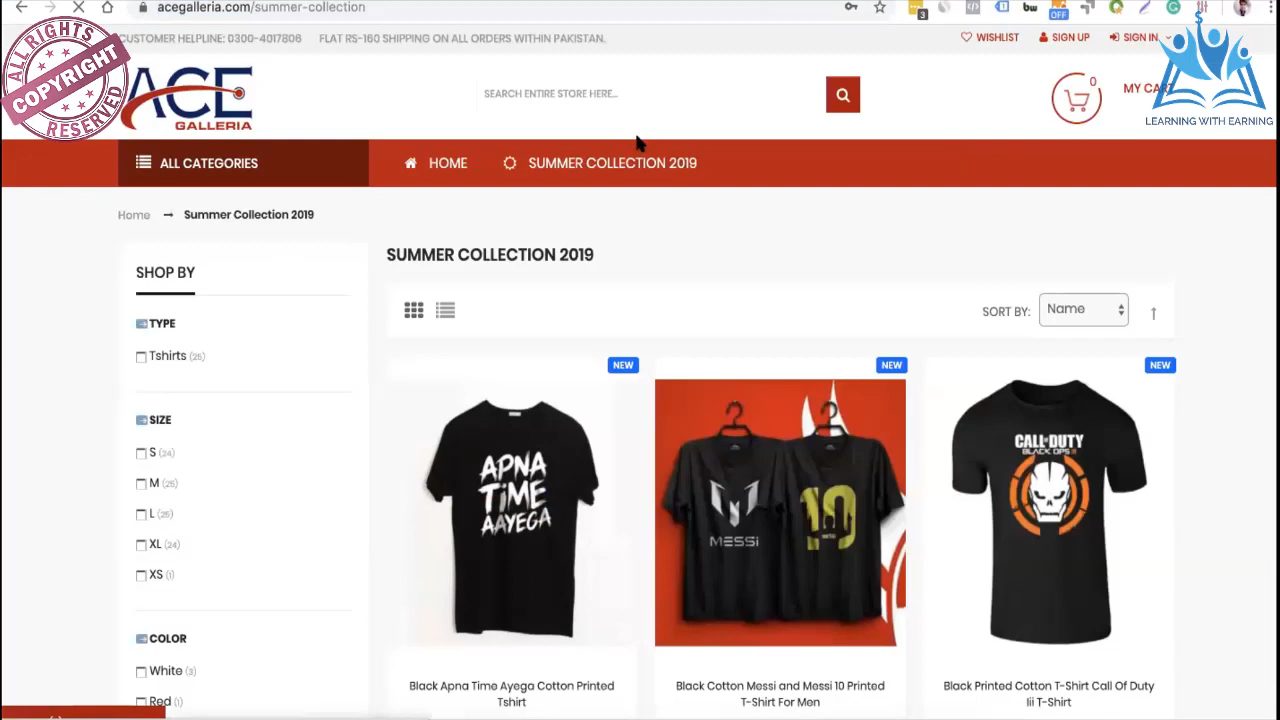 acegalleria.com/summer-collection
3
OFF
CUSTOMER HELPLINE: 0300-4017806
FLAT RS-160 SHIPPING ON ALL ORDERS WITHIN PAKISTAN.
WISHLIST
SIGN UP
SIGN IN
ALL RIGHTS
COPYRIGHT
RESERVED
ACE
GALLERIA
SEARCH ENTIRE STORE HERE...
0
MY CART
$
LEARNING WITH EARNING
ALL CATEGORIES
HOME
SUMMER COLLECTION 2019
Home → Summer Collection 2019
SHOP BY
TYPE
Tshirts (25)
SIZE
S (24)
M (25)
L (25)
XL (24)
XS (1)
COLOR
White (3)
Red (1)
SUMMER COLLECTION 2019
SORT BY:
Name
NEW
NEW
NEW
APNA
TiME
AAYEGA
MESSi
10
CALL OF DUTY
BLACK OPS III
Black Apna Time Ayega Cotton Printed
Tshirt
Black Cotton Messi and Messi 10 Printed
T-Shirt For Men
Black Printed Cotton T-Shirt Call Of Duty
Iii T-Shirt